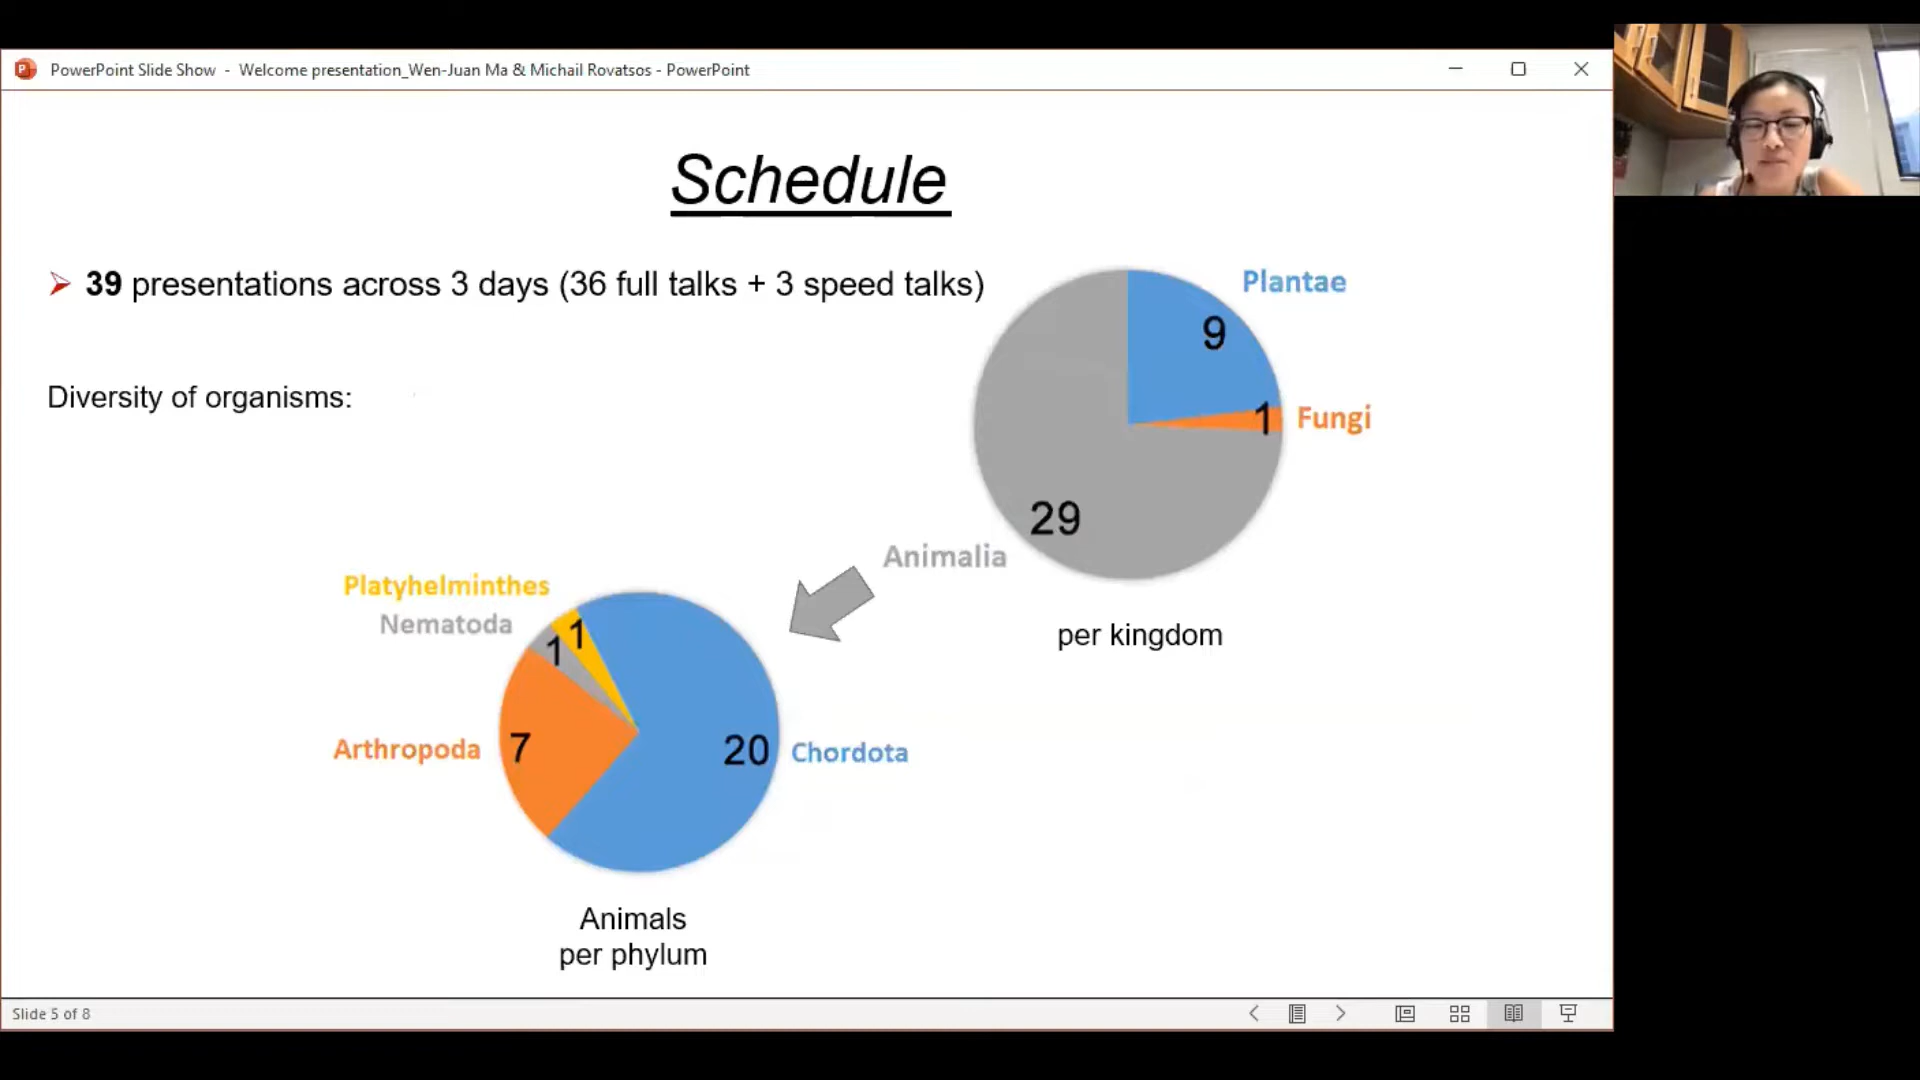 PowerPoint Slide Show - Welcome presentation_Wen-Juan Ma & Michail Rovatsos - PowerPoint
Schedule
39 presentations across 3 days (36 full talks + 3 speed talks)
Diversity of organisms:
Plantae
9
1
Fungi
29
Animalia
per kingdom
Platyhelminthes
1
Nematoda
1
Arthropoda
7
20
Chordota
Animals
per phylum
Slide 5 of 8